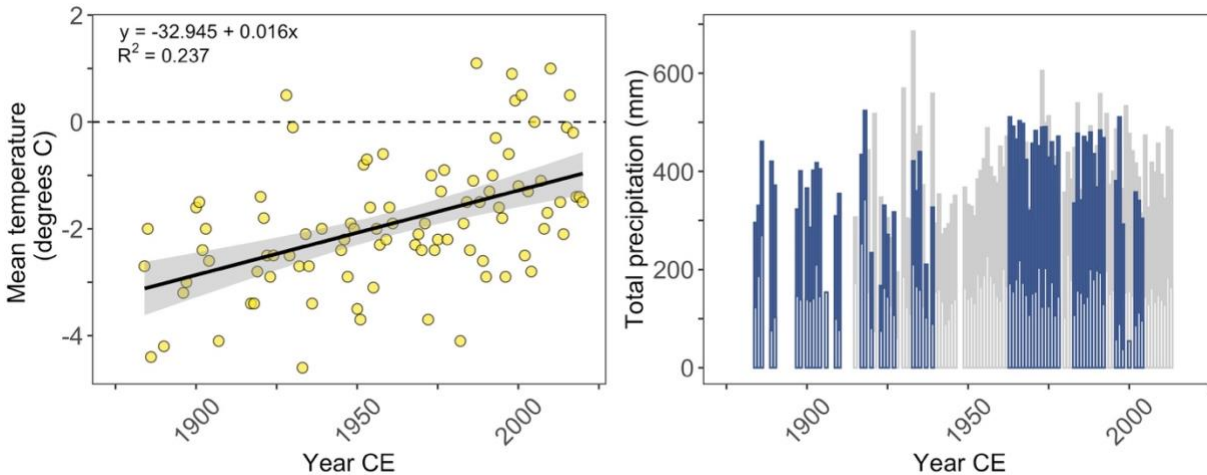 y = -32.945 + 0.016x
R² = 0.237
Mean temperature
(degrees C)
2
0
-2
-4
1900
1950
2000
Year CE
Total precipitation (mm)
600
400
200
0
1900
1950
2000
Year CE